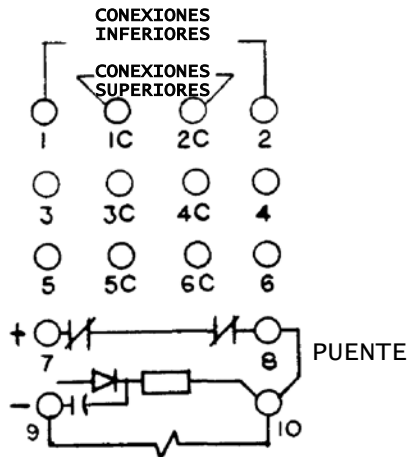 CONEXIONES
INFERIORES
CONEXIONES
SUPERIORES
1 1C 2C 2
3 3C 4C 4
5 5C 6C 6
+ 7 8 PUENTE
- 9 10